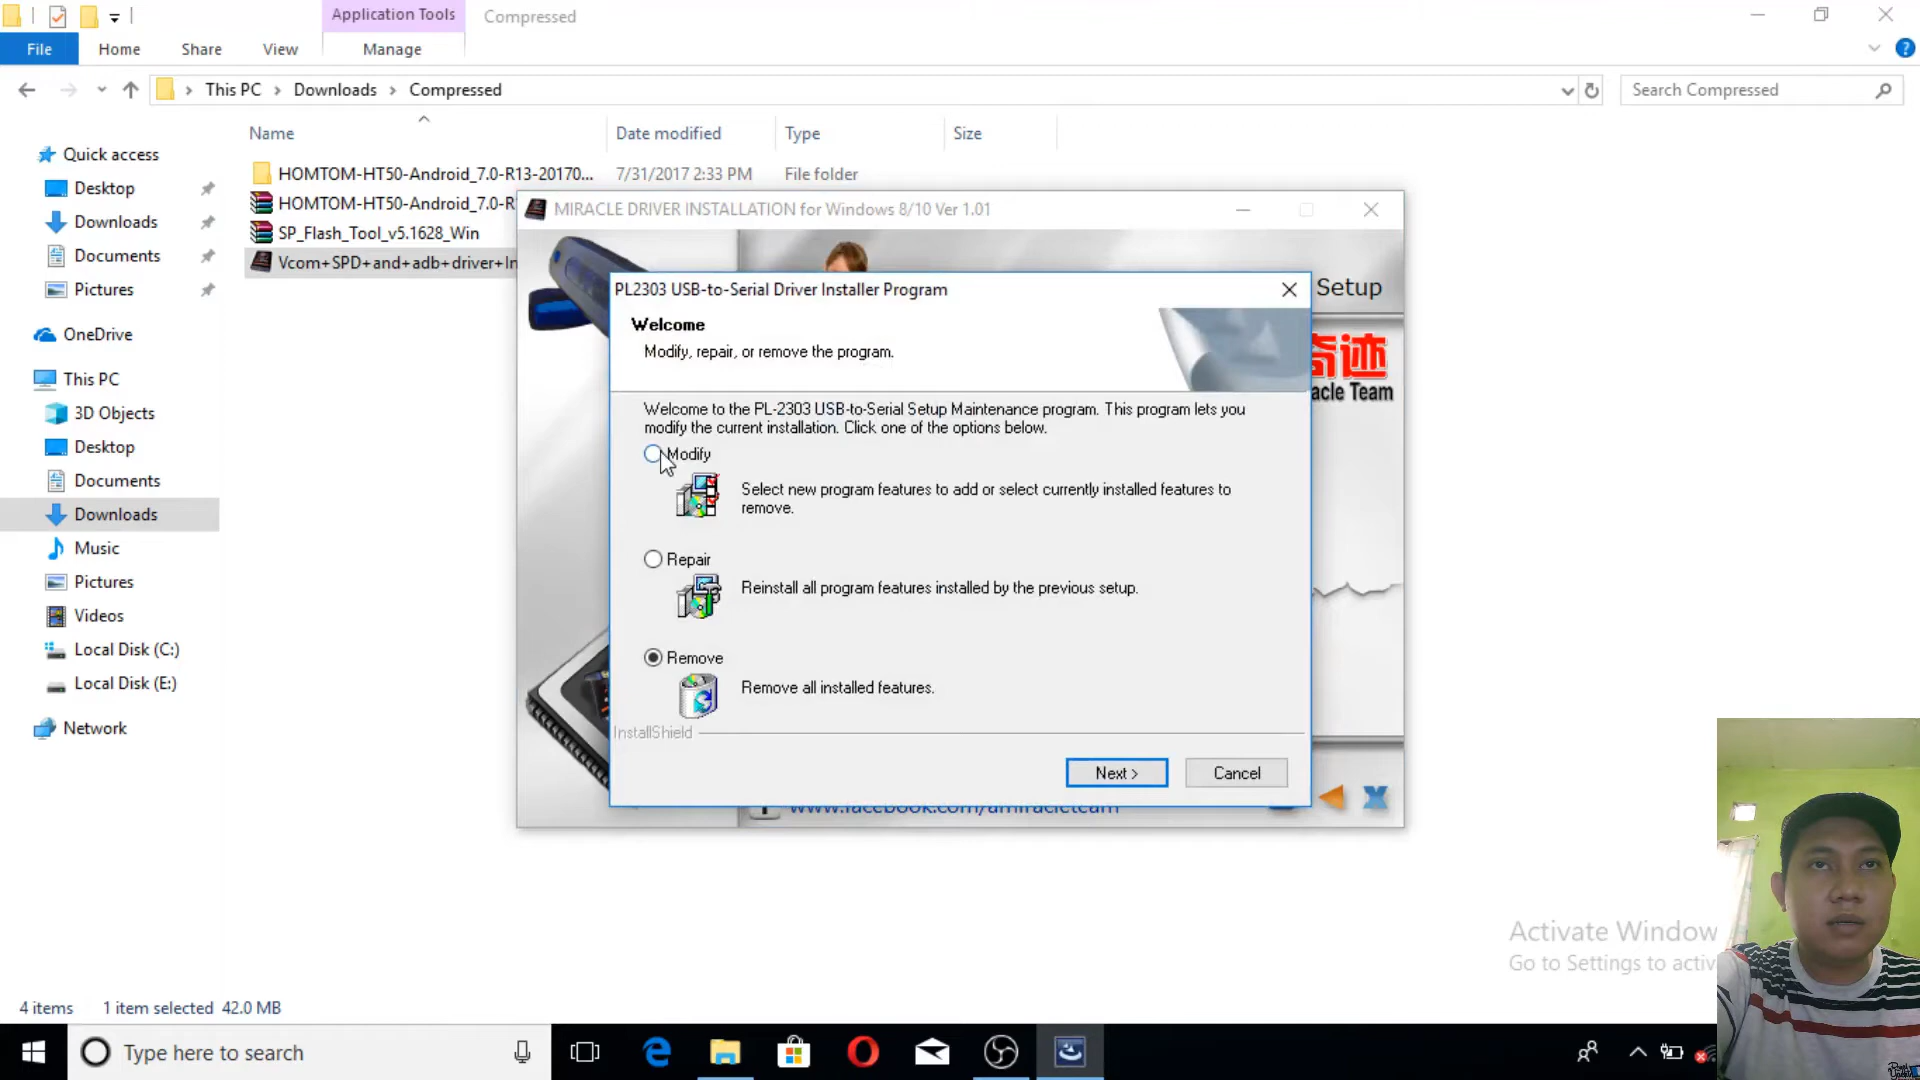 Application Tools
Compressed
File
Home
Share
View
Manage
This PC
Downloads
Compressed
Search Compressed
Name
Date modified
Type
Size
Quick access
Desktop
Downloads
Documents
Pictures
OneDrive
This PC
3D Objects
Desktop
Documents
Downloads
Music
Pictures
Videos
Local Disk (C:)
Local Disk (E:)
Network
HOMTOM-HT50-Android_7.0-R13-20170...
7/31/2017 2:33 PM
File folder
HOMTOM-HT50-Android_7.0-R
SP_Flash_Tool_v5.1628_Win
Vcom+SPD+and+adb+driver+In
MIRACLE DRIVER INSTALLATION for Windows 8/10 Ver 1.01
Setup
奇迹
racle Team
PL2303 USB-to-Serial Driver Installer Program
Welcome
Modify, repair, or remove the program.
Welcome to the PL-2303 USB-to-Serial Setup Maintenance program. This program lets you
modify the current installation. Click one of the options below.
Modify
Select new program features to add or select currently installed features to
remove.
Repair
Reinstall all program features installed by the previous setup.
Remove
Remove all installed features.
InstallShield
Next >
Cancel
www.facebook.com/amiracleteam
Activate Window
Go to Settings to activ
4 items
1 item selected 42.0 MB
Type here to search